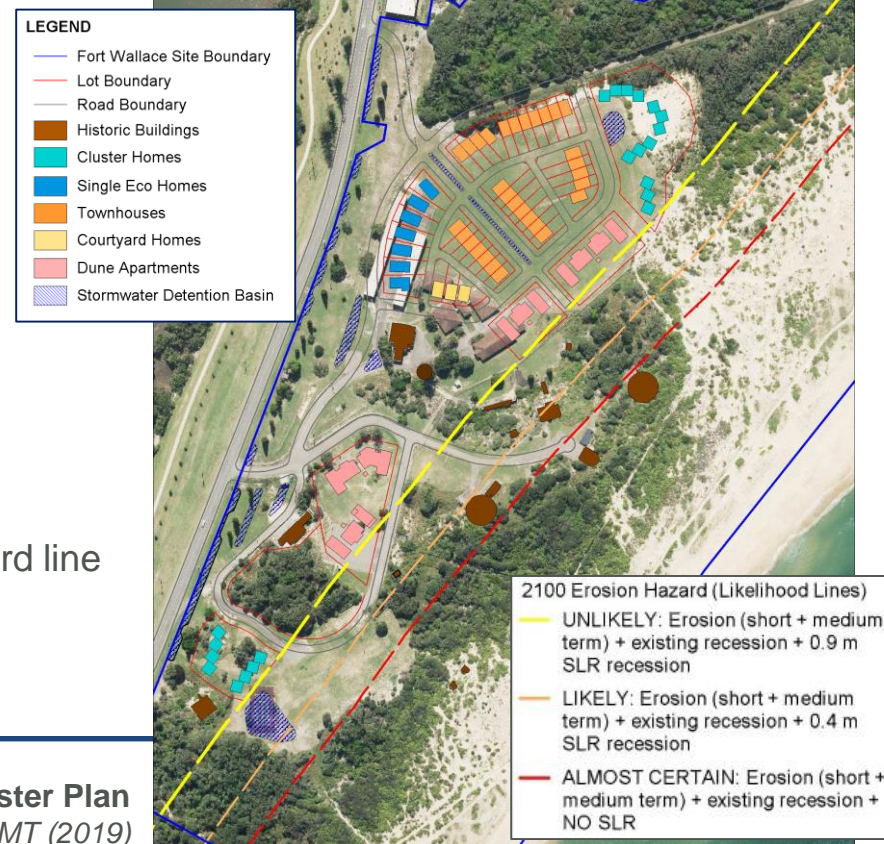 LEGEND
Fort Wallace Site Boundary
Lot Boundary
Road Boundary
Historic Buildings
Cluster Homes
Single Eco Homes
Townhouses
Courtyard Homes
Dune Apartments
Stormwater Detention Basin
rd line
2100 Erosion Hazard (Likelihood Lines)
UNLIKELY: Erosion (short + medium
term) + existing recession + 0.9 m
SLR recession
LIKELY: Erosion (short + medium
term) + existing recession + 0.4 m
SLR recession
ALMOST CERTAIN: Erosion (short +
medium term) + existing recession +
NO SLR
ster Plan
MT (2019)